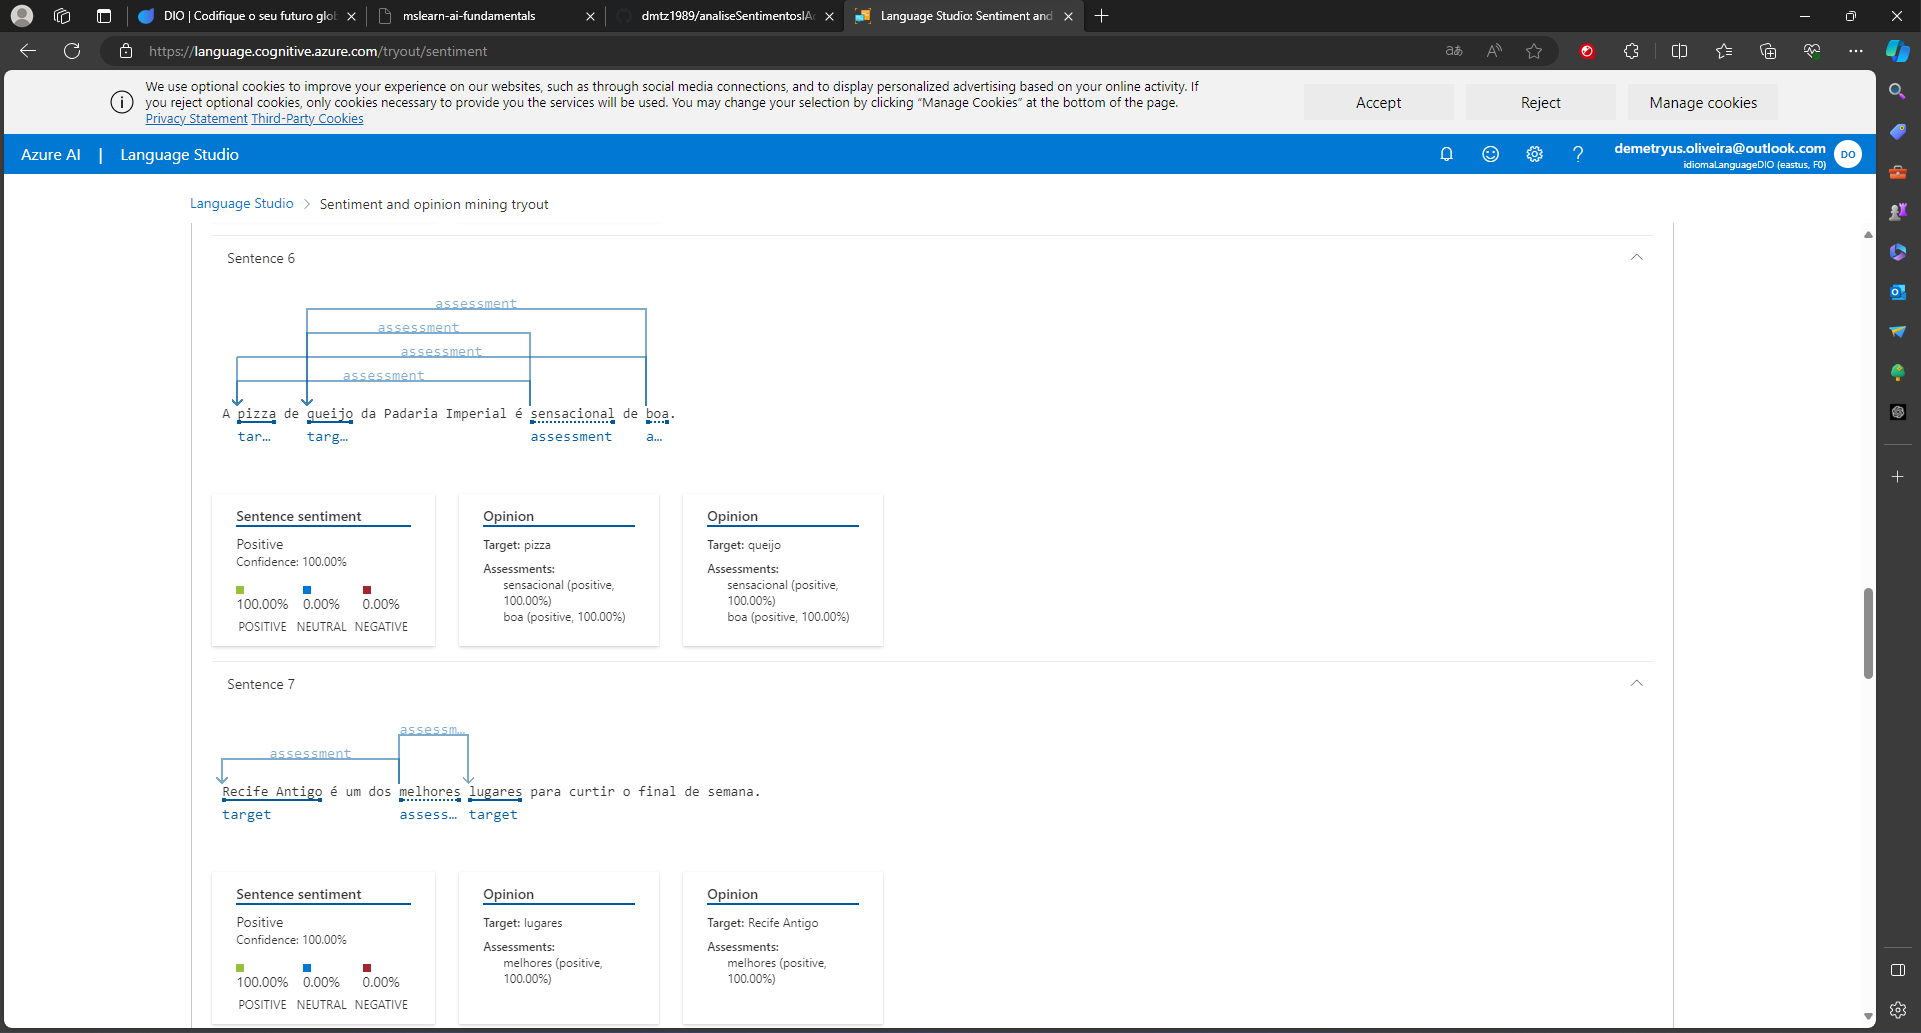 DIO | Codifique o seu futuro glob
mslearn-ai-fundamentals
dmtz1989/analiseSentimentosIA
Language Studio: Sentiment and
https://language.cognitive.azure.com/tryout/sentiment
We use optional cookies to improve your experience on our websites, such as through social media connections, and to display personalized advertising based on your online activity. If
you reject optional cookies, only cookies necessary to provide you the services will be used. You may change your selection by clicking “Manage Cookies” at the bottom of the page.
Privacy Statement Third-Party Cookies
Accept
Reject
Manage cookies
Azure AI | Language Studio
demetryus.oliveira@outlook.com
idiomaLanguageDIO (eastus, F0)
DO
Language Studio > Sentiment and opinion mining tryout
Sentence 6
assessment
assessment
assessment
assessment
A pizza de queijo da Padaria Imperial é sensacional de boa.
tar… targ… assessment a…
Sentence sentiment
Positive
Confidence: 100.00%
100.00% 0.00% 0.00%
POSITIVE NEUTRAL NEGATIVE
Opinion
Target: pizza
Assessments:
sensacional (positive,
100.00%)
boa (positive, 100.00%)
Opinion
Target: queijo
Assessments:
sensacional (positive,
100.00%)
boa (positive, 100.00%)
Sentence 7
assessm…
assessment
Recife Antigo é um dos melhores lugares para curtir o final de semana.
target assess… target
Sentence sentiment
Positive
Confidence: 100.00%
100.00% 0.00% 0.00%
POSITIVE NEUTRAL NEGATIVE
Opinion
Target: lugares
Assessments:
melhores (positive,
100.00%)
Opinion
Target: Recife Antigo
Assessments:
melhores (positive,
100.00%)